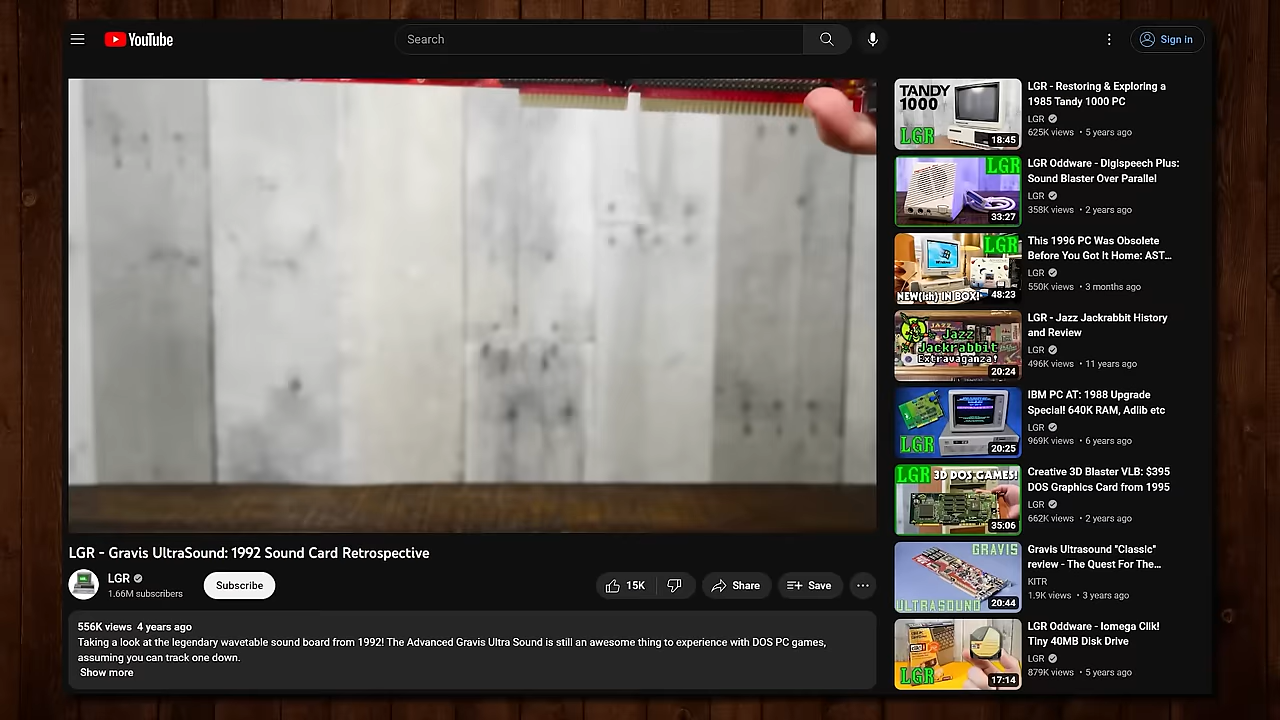 YouTube
Search
Sign in
LGR - Gravis UltraSound: 1992 Sound Card Retrospective
LGR
1.66M subscribers
Subscribe
15K
Share
Save
556K views 4 years ago
Taking a look at the legendary wavetable sound board from 1992! The Advanced Gravis Ultra Sound is still an awesome thing to experience with DOS PC games,
assuming you can track one down.
Show more
TANDY
1000
LGR
18:45
LGR - Restoring & Exploring a
1985 Tandy 1000 PC
LGR
625K views • 5 years ago
LGR
33:27
LGR Oddware - Digispeech Plus:
Sound Blaster Over Parallel
LGR
358K views • 2 years ago
LGR
NEW(ish) IN BOX!
48:23
This 1996 PC Was Obsolete
Before You Got It Home: AST...
LGR
550K views • 3 months ago
JAZZ
Jazz
Jackrabbit
Extravaganza!
20:24
LGR - Jazz Jackrabbit History
and Review
LGR
496K views • 11 years ago
LGR
20:25
IBM PC AT: 1988 Upgrade
Special! 640K RAM, Adlib etc
LGR
969K views • 6 years ago
LGR
3D DOS GAMES!
35:06
Creative 3D Blaster VLB: $395
DOS Graphics Card from 1995
LGR
662K views • 2 years ago
GRAVIS
ULTRASOUND
20:44
Gravis Ultrasound "Classic"
review - The Quest For The...
KITR
1.9K views • 3 years ago
LGR
17:14
LGR Oddware - Iomega Clik!
Tiny 40MB Disk Drive
LGR
879K views • 5 years ago